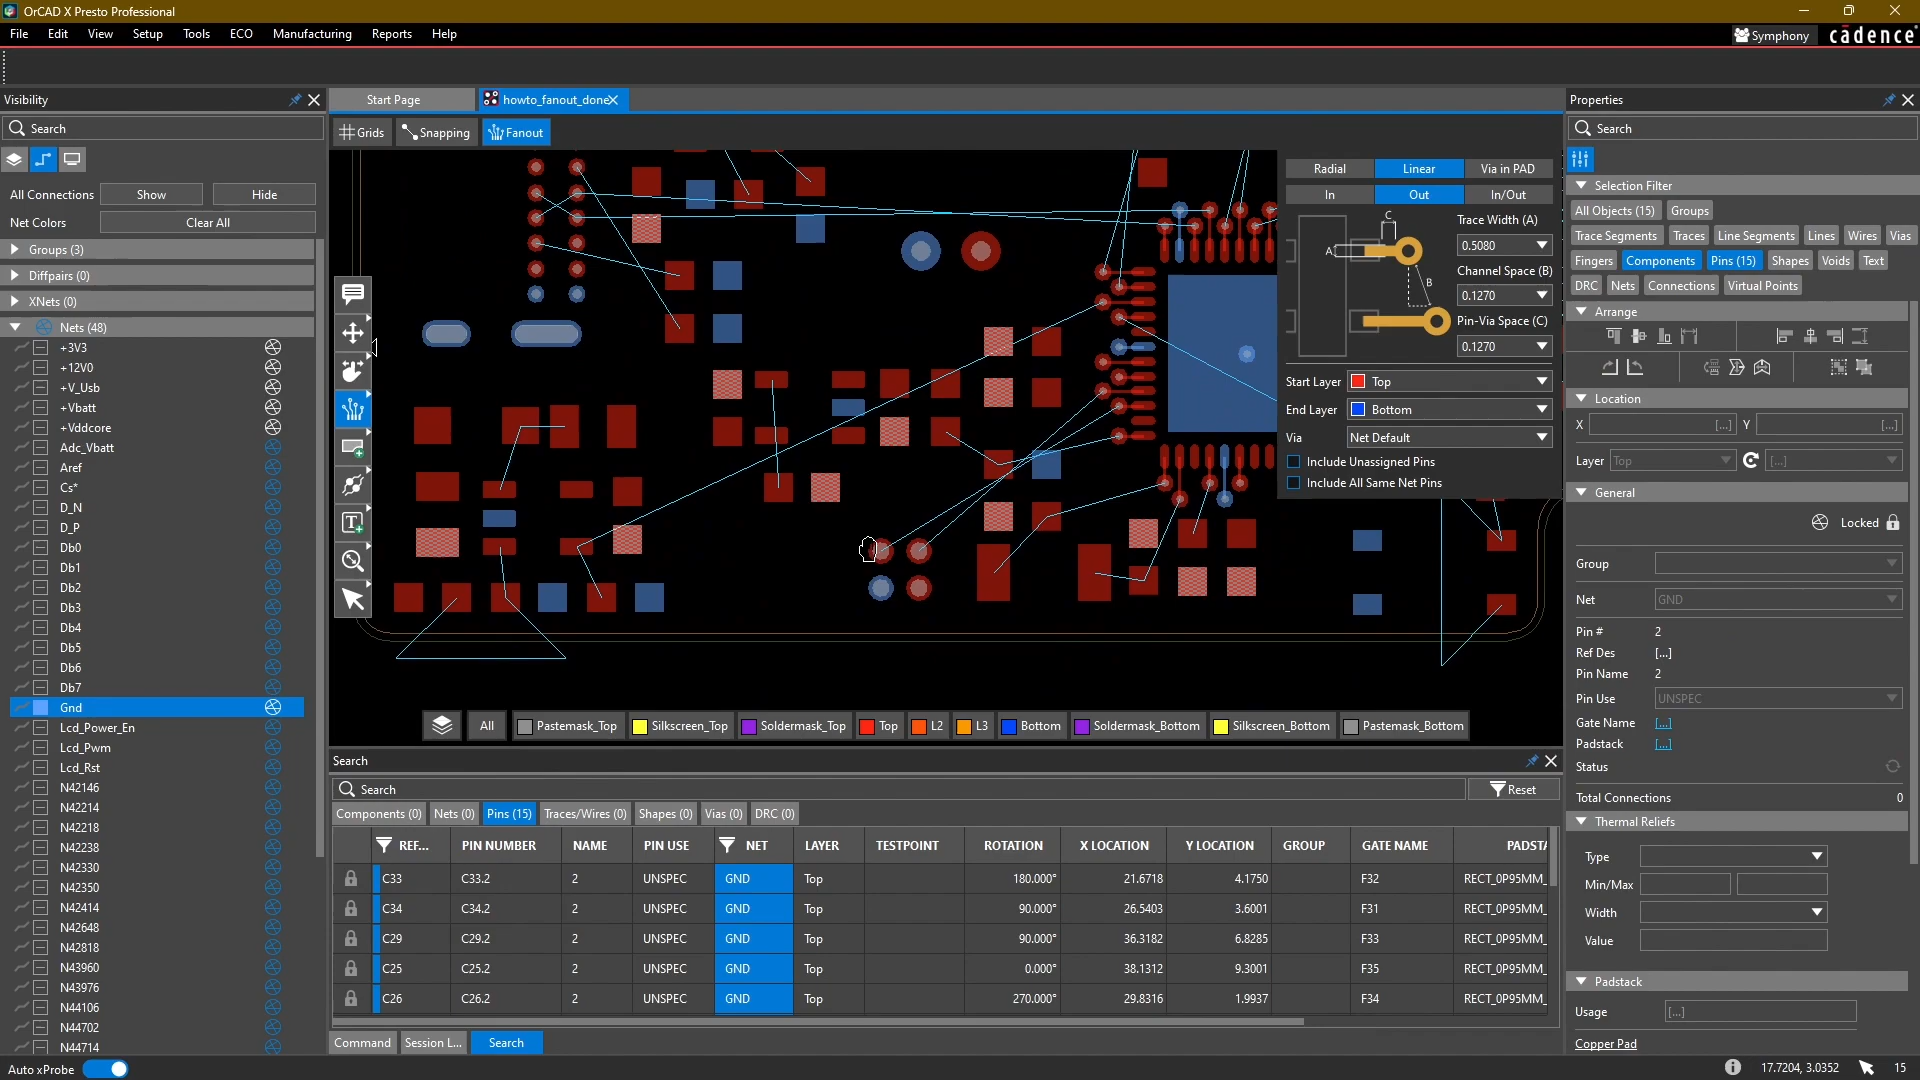 OrCAD X Presto Professional
File Edit View Setup Tools ECO Manufacturing Reports Help
Symphony
cādence
Visibility
Search
All Connections Show Hide
Net Colors Clear All
Groups (3)
Diffpairs (0)
XNets (0)
Nets (48)
+3V3
+12V0
+V_Usb
+Vbatt
+Vddcore
Adc_Vbatt
Aref
Cs*
D_N
D_P
Db0
Db1
Db2
Db3
Db4
Db5
Db6
Db7
Gnd
Lcd_Power_En
Lcd_Pwm
Lcd_Rst
N42146
N42214
N42218
N42238
N42330
N42350
N42414
N42648
N42818
N43960
N43976
N44106
N44702
N44714
Auto xProbe
Start Page howto_fanout_done
Grids Snapping Fanout
Radial Linear Via in PAD
In Out In/Out
C
A
B
Trace Width (A)
0.5080
Channel Space (B)
0.1270
Pin-Via Space (C)
0.1270
Start Layer Top
End Layer Bottom
Via Net Default
Include Unassigned Pins
Include All Same Net Pins
All Pastemask_Top Silkscreen_Top Soldermask_Top Top L2 L3 Bottom Soldermask_Bottom Silkscreen_Bottom Pastemask_Bottom
Search
Search Reset
Components (0) Nets (0) Pins (15) Traces/Wires (0) Shapes (0) Vias (0) DRC (0)
REF... PIN NUMBER NAME PIN USE NET LAYER TESTPOINT ROTATION X LOCATION Y LOCATION GROUP GATE NAME PADSTA
C33 C33.2 2 UNSPEC GND Top 180.000° 21.6718 4.1750 F32 RECT_0P95MM_
C34 C34.2 2 UNSPEC GND Top 90.000° 26.5403 3.6001 F31 RECT_0P95MM_
C29 C29.2 2 UNSPEC GND Top 90.000° 36.3182 6.8285 F33 RECT_0P95MM_
C25 C25.2 2 UNSPEC GND Top 0.000° 38.1312 9.3001 F35 RECT_0P95MM_
C26 C26.2 2 UNSPEC GND Top 270.000° 29.8316 1.9937 F34 RECT_0P95MM_
Command Session L... Search
Properties
Search
Selection Filter
All Objects (15) Groups
Trace Segments Traces Line Segments Lines Wires Vias
Fingers Components Pins (15) Shapes Voids Text
DRC Nets Connections Virtual Points
Arrange
Location
X [...] Y [...]
Layer Top [...]
General
Locked
Group
Net GND
Pin # 2
Ref Des [...]
Pin Name 2
Pin Use UNSPEC
Gate Name [...]
Padstack [...]
Status
Total Connections 0
Thermal Reliefs
Type
Min/Max
Width
Value
Padstack
Usage [...]
Copper Pad
17.7204, 3.0352 15